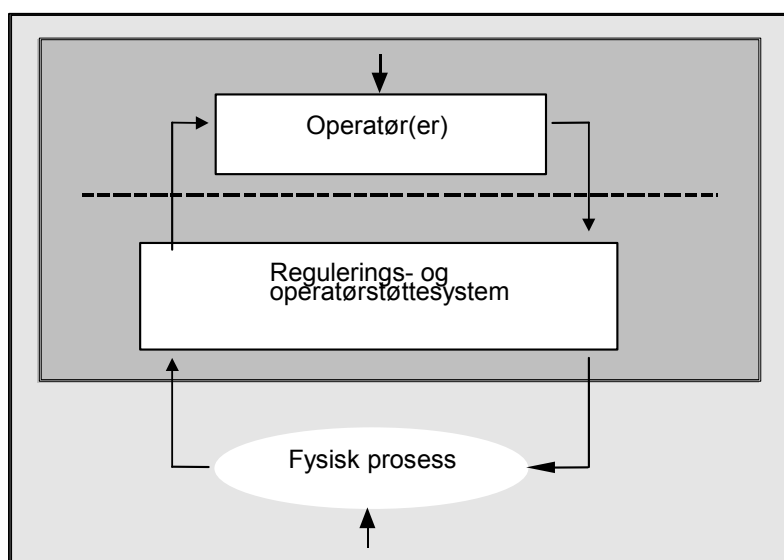 Operatør(er)
Regulerings- og
operatørstøttesystem
Fysisk prosess